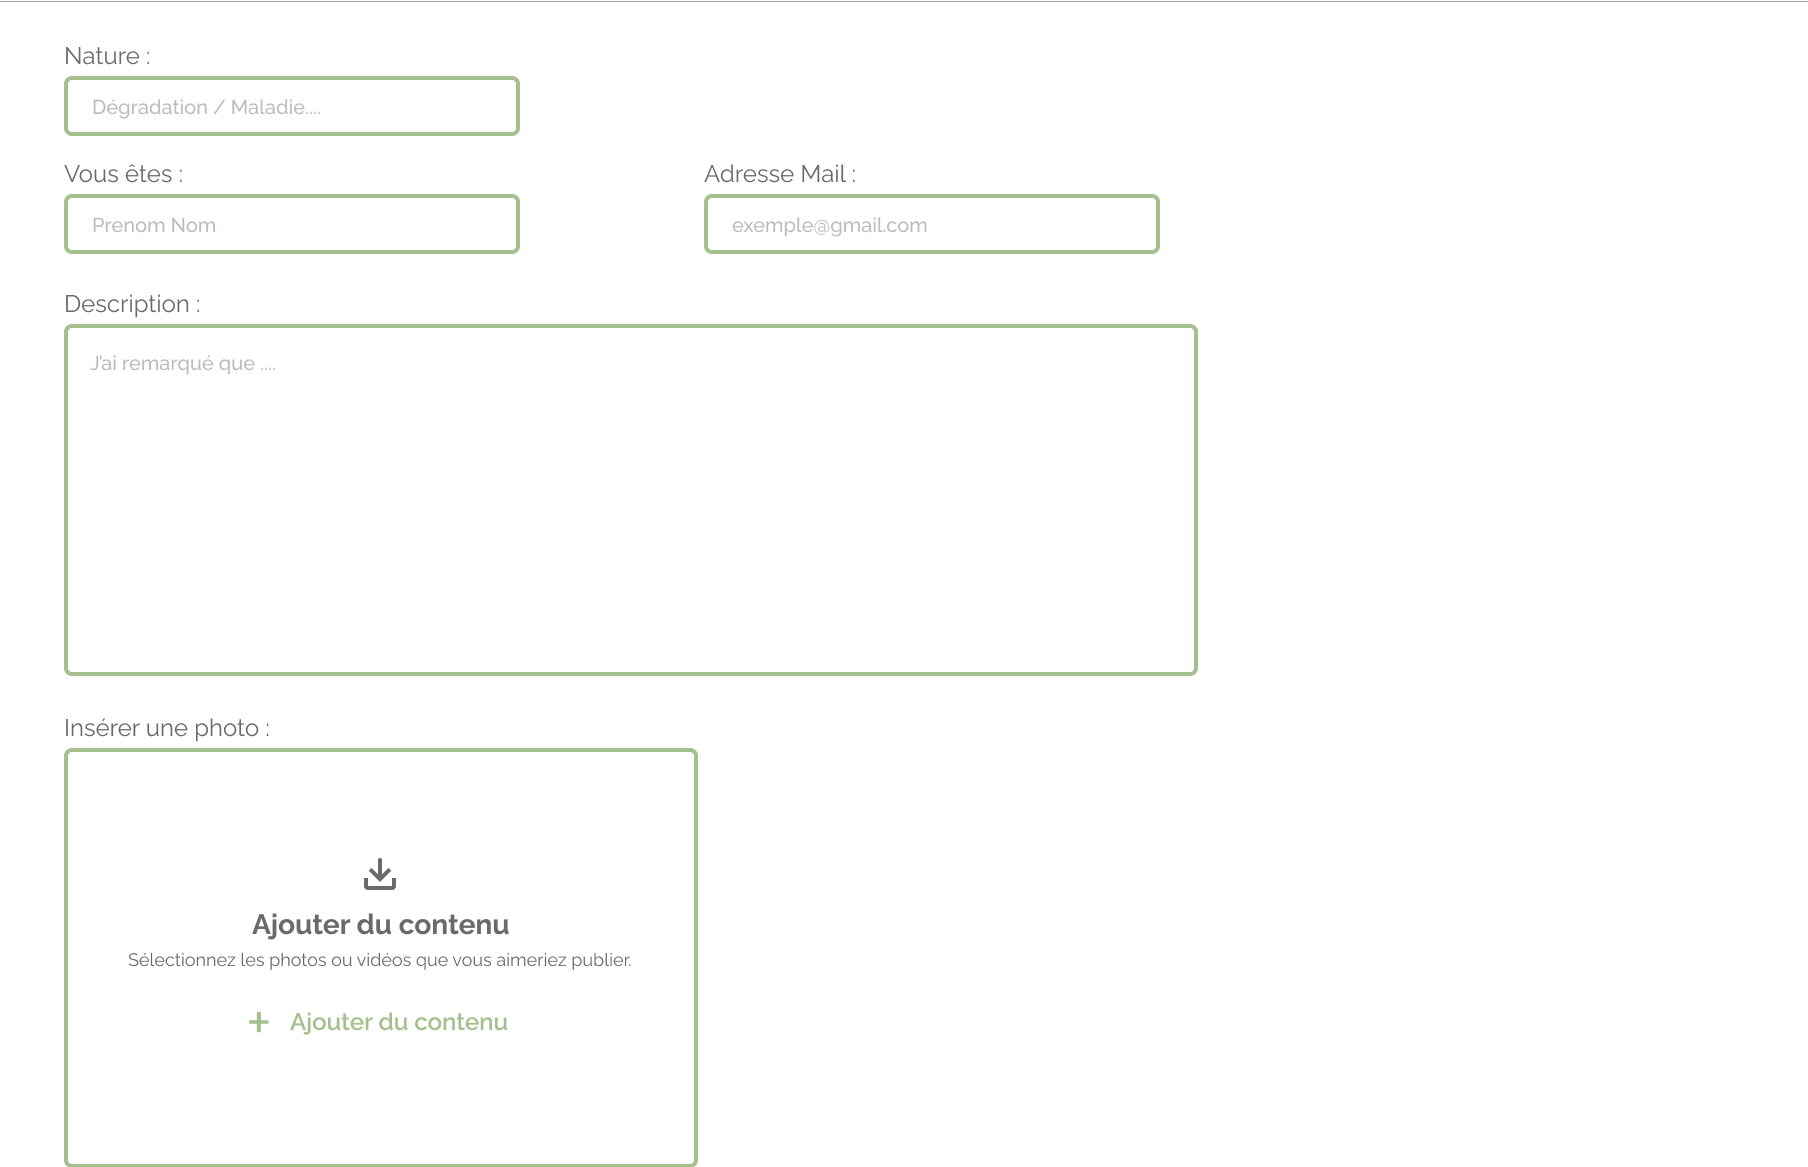 Nature :
Dégradation / Maladie....
Vous êtes :
Adresse Mail :
Prenom Nom
exemple@gmail.com
Description :
J'ai remarqué que ....
Insérer une photo :
Ajouter du contenu
Sélectionnez les photos ou vidéos que vous aimeriez publier.
+ Ajouter du contenu